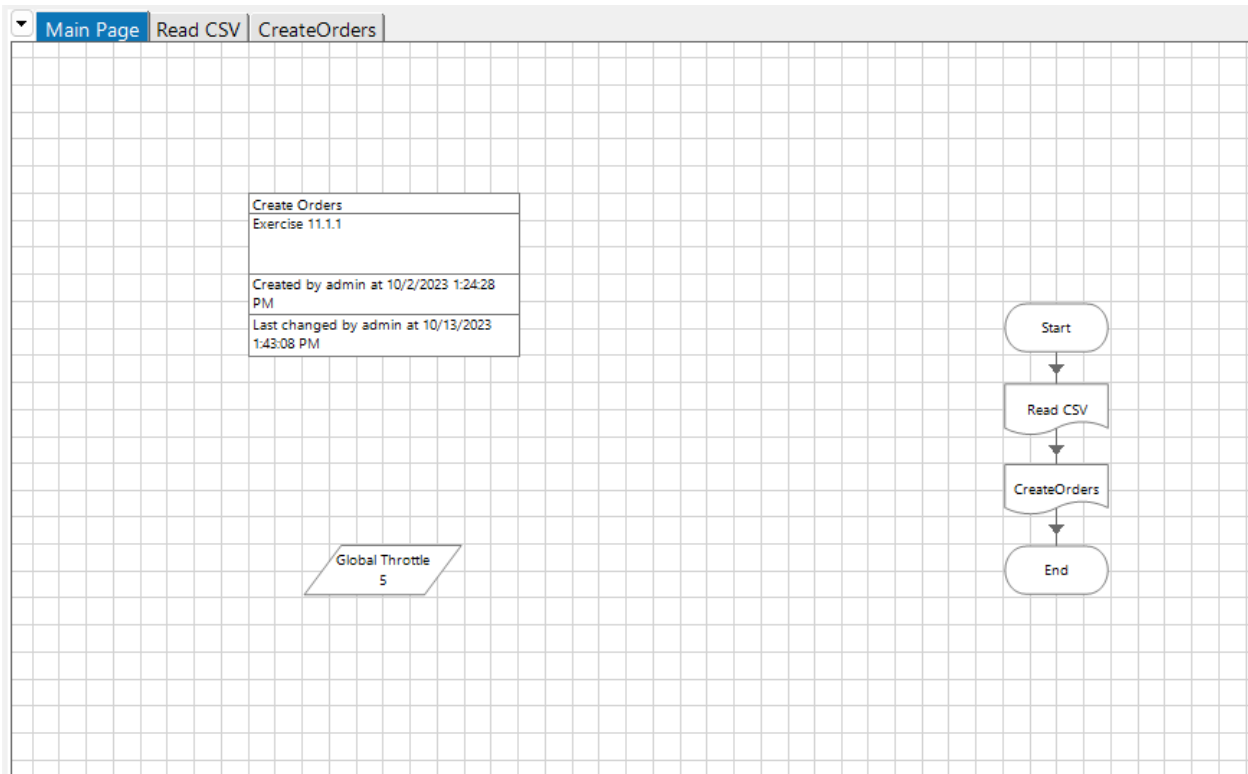 Main Page Read CSV CreateOrders
Create Orders
Exercise 11.1.1
Created by admin at 10/2/2023 1:24:28
PM
Last changed by admin at 10/13/2023
1:43:08 PM
Start
Read CSV
CreateOrders
Global Throttle
5
End